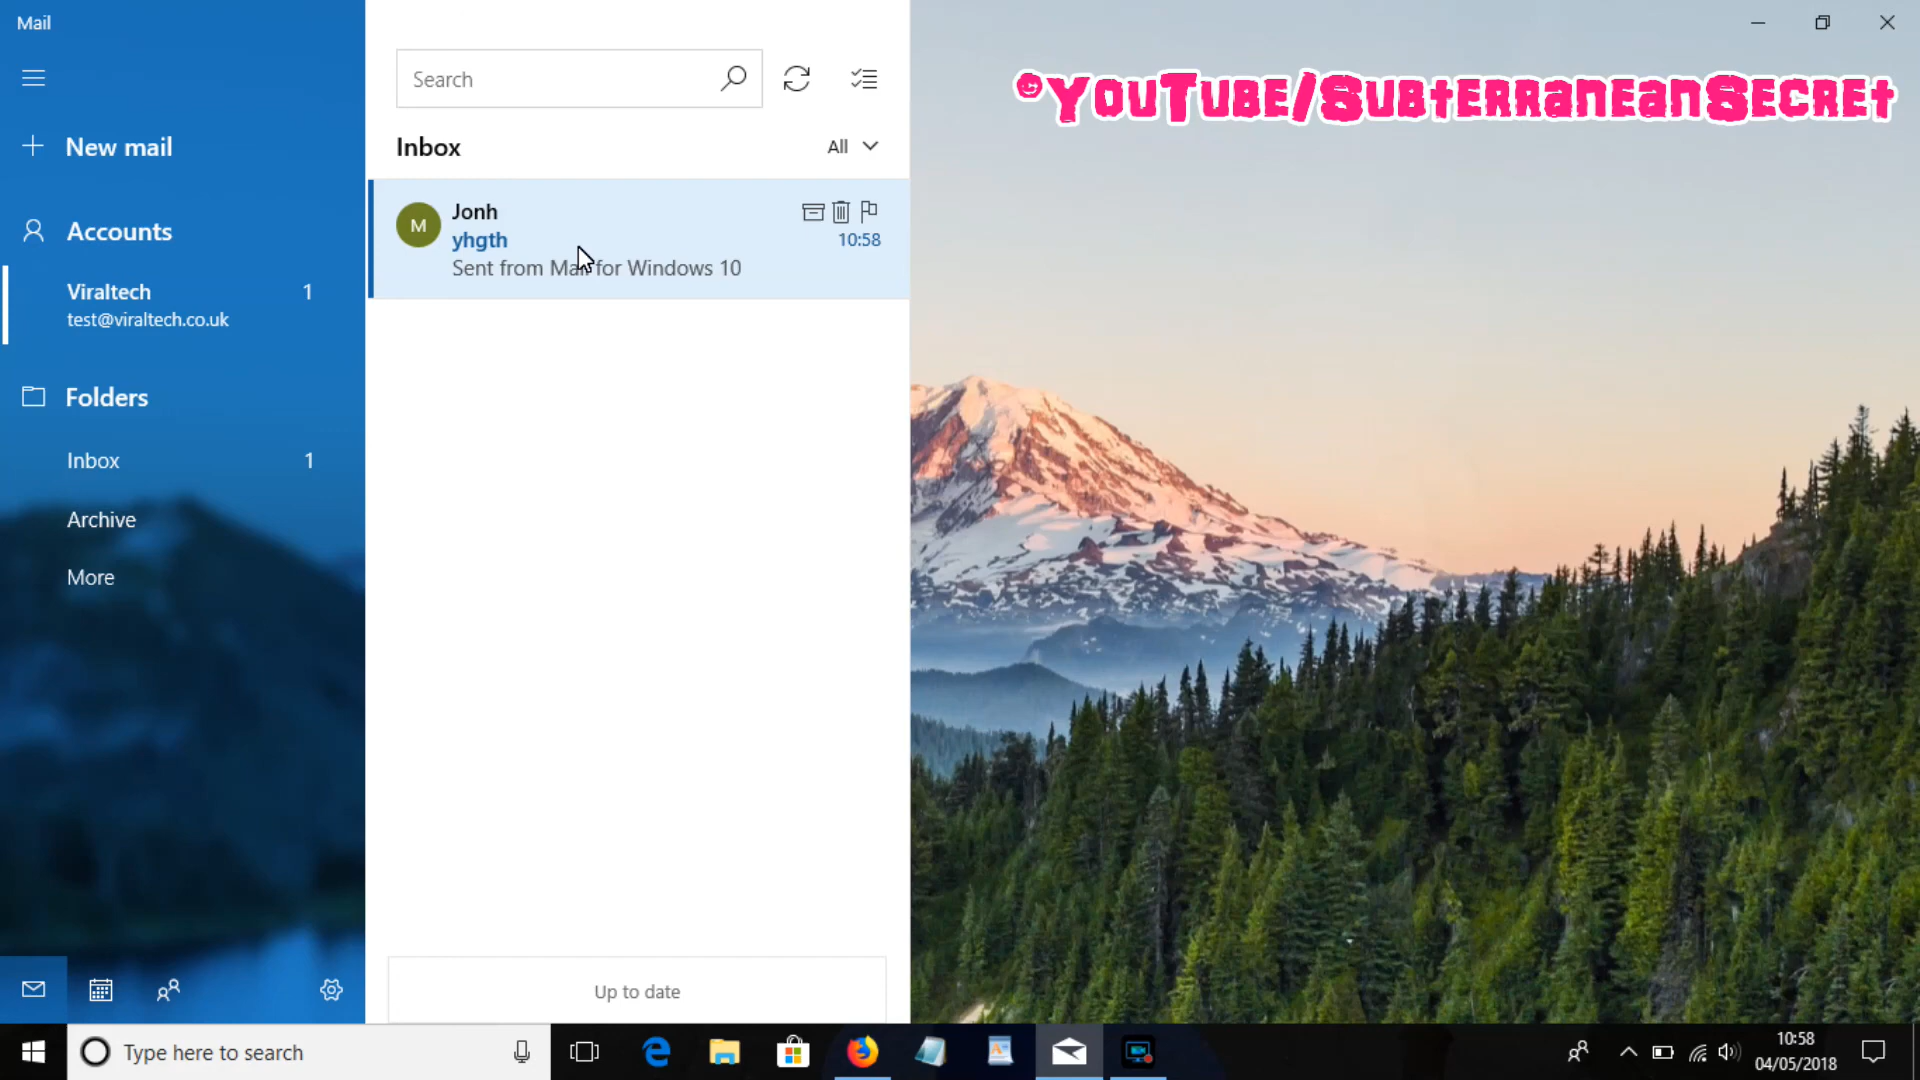 Mail
©YouTube/SubterraneanSecret
Search
New mail
Inbox
All
Jonh
M
yhgth
10:58
Sent from Mail for Windows 10
Accounts
Viraltech
1
test@viraltech.co.uk
Folders
Inbox
1
Archive
More
Up to date
Type here to search
10:58
04/05/2018